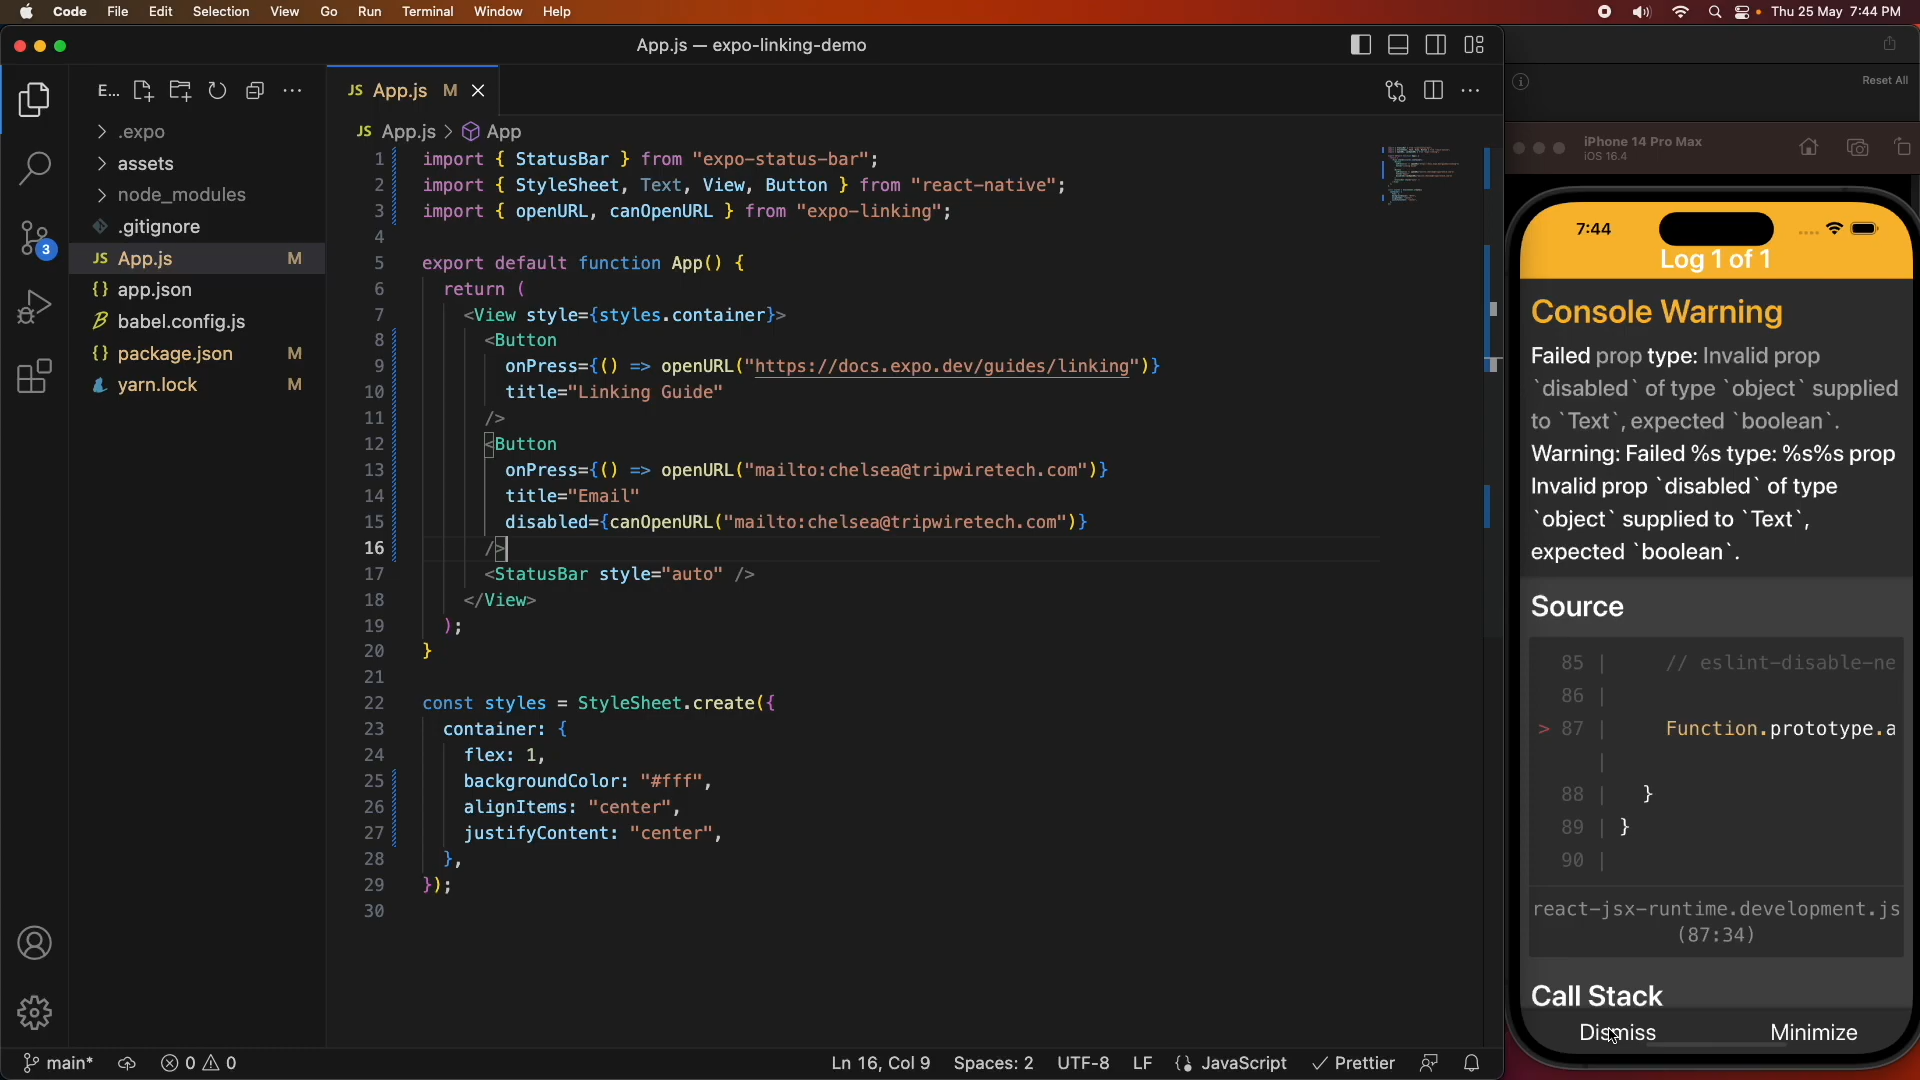 Code File Edit Selection View Go Run Terminal Window Help
Thu 25 May 7:44 PM
App.js — expo-linking-demo
E...
.expo
assets
node_modules
.gitignore
JS App.js M
{} app.json
babel.config.js
{} package.json M
yarn.lock M
3
JS App.js M
JS App.js > App
1 import { StatusBar } from "expo-status-bar";
2 import { StyleSheet, Text, View, Button } from "react-native";
3 import { openURL, canOpenURL } from "expo-linking";
4
5 export default function App() {
6 return (
7 <View style={styles.container}>
8 <Button
9 onPress={() => openURL("https://docs.expo.dev/guides/linking")}
10 title="Linking Guide"
11 />
12 <Button
13 onPress={() => openURL("mailto:chelsea@tripwiretech.com")}
14 title="Email"
15 disabled={canOpenURL("mailto:chelsea@tripwiretech.com")}
16 />
17 <StatusBar style="auto" />
18 </View>
19 );
20 }
21
22 const styles = StyleSheet.create({
23 container: {
24 flex: 1,
25 backgroundColor: "#fff",
26 alignItems: "center",
27 justifyContent: "center",
28 },
29 });
30
main* 0 0
Ln 16, Col 9 Spaces: 2 UTF-8 LF {} JavaScript Prettier
Reset All
iPhone 14 Pro Max
iOS 16.4
7:44
Log 1 of 1
Console Warning
Failed prop type: Invalid prop
`disabled` of type `object` supplied
to `Text`, expected `boolean`.
Warning: Failed %s type: %s%s prop
Invalid prop `disabled` of type
`object` supplied to `Text`,
expected `boolean`.
Source
85 | // eslint-disable-ne
86 |
> 87 | Function.prototype.a
|
88 | }
89 | }
90 |
react-jsx-runtime.development.js
(87:34)
Call Stack
Dismiss Minimize